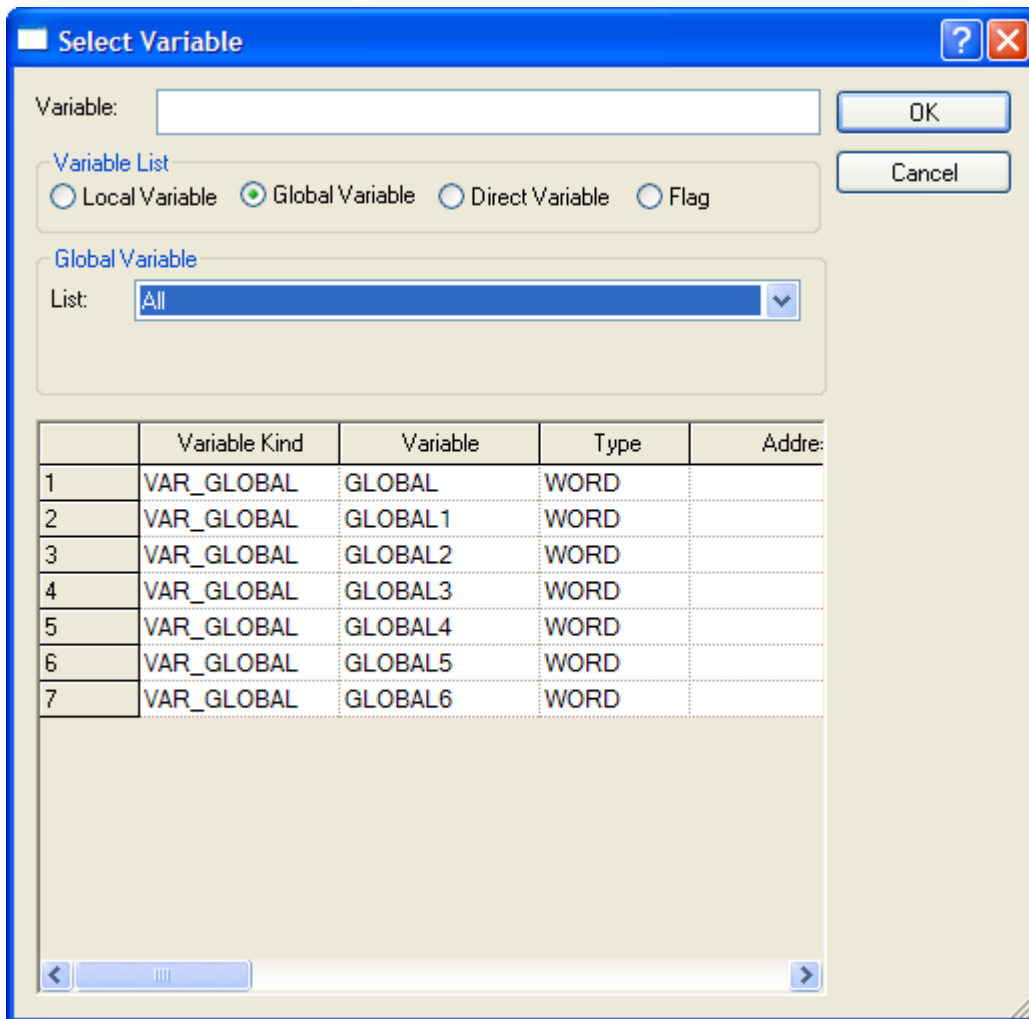 Select Variable
Variable: OK
Variable List Cancel
Local Variable Global Variable Direct Variable Flag
Global Variable
List: All
Variable Kind Variable Type Addre
1 VAR_GLOBAL GLOBAL WORD
2 VAR_GLOBAL GLOBAL1 WORD
3 VAR_GLOBAL GLOBAL2 WORD
4 VAR_GLOBAL GLOBAL3 WORD
5 VAR_GLOBAL GLOBAL4 WORD
6 VAR_GLOBAL GLOBAL5 WORD
7 VAR_GLOBAL GLOBAL6 WORD